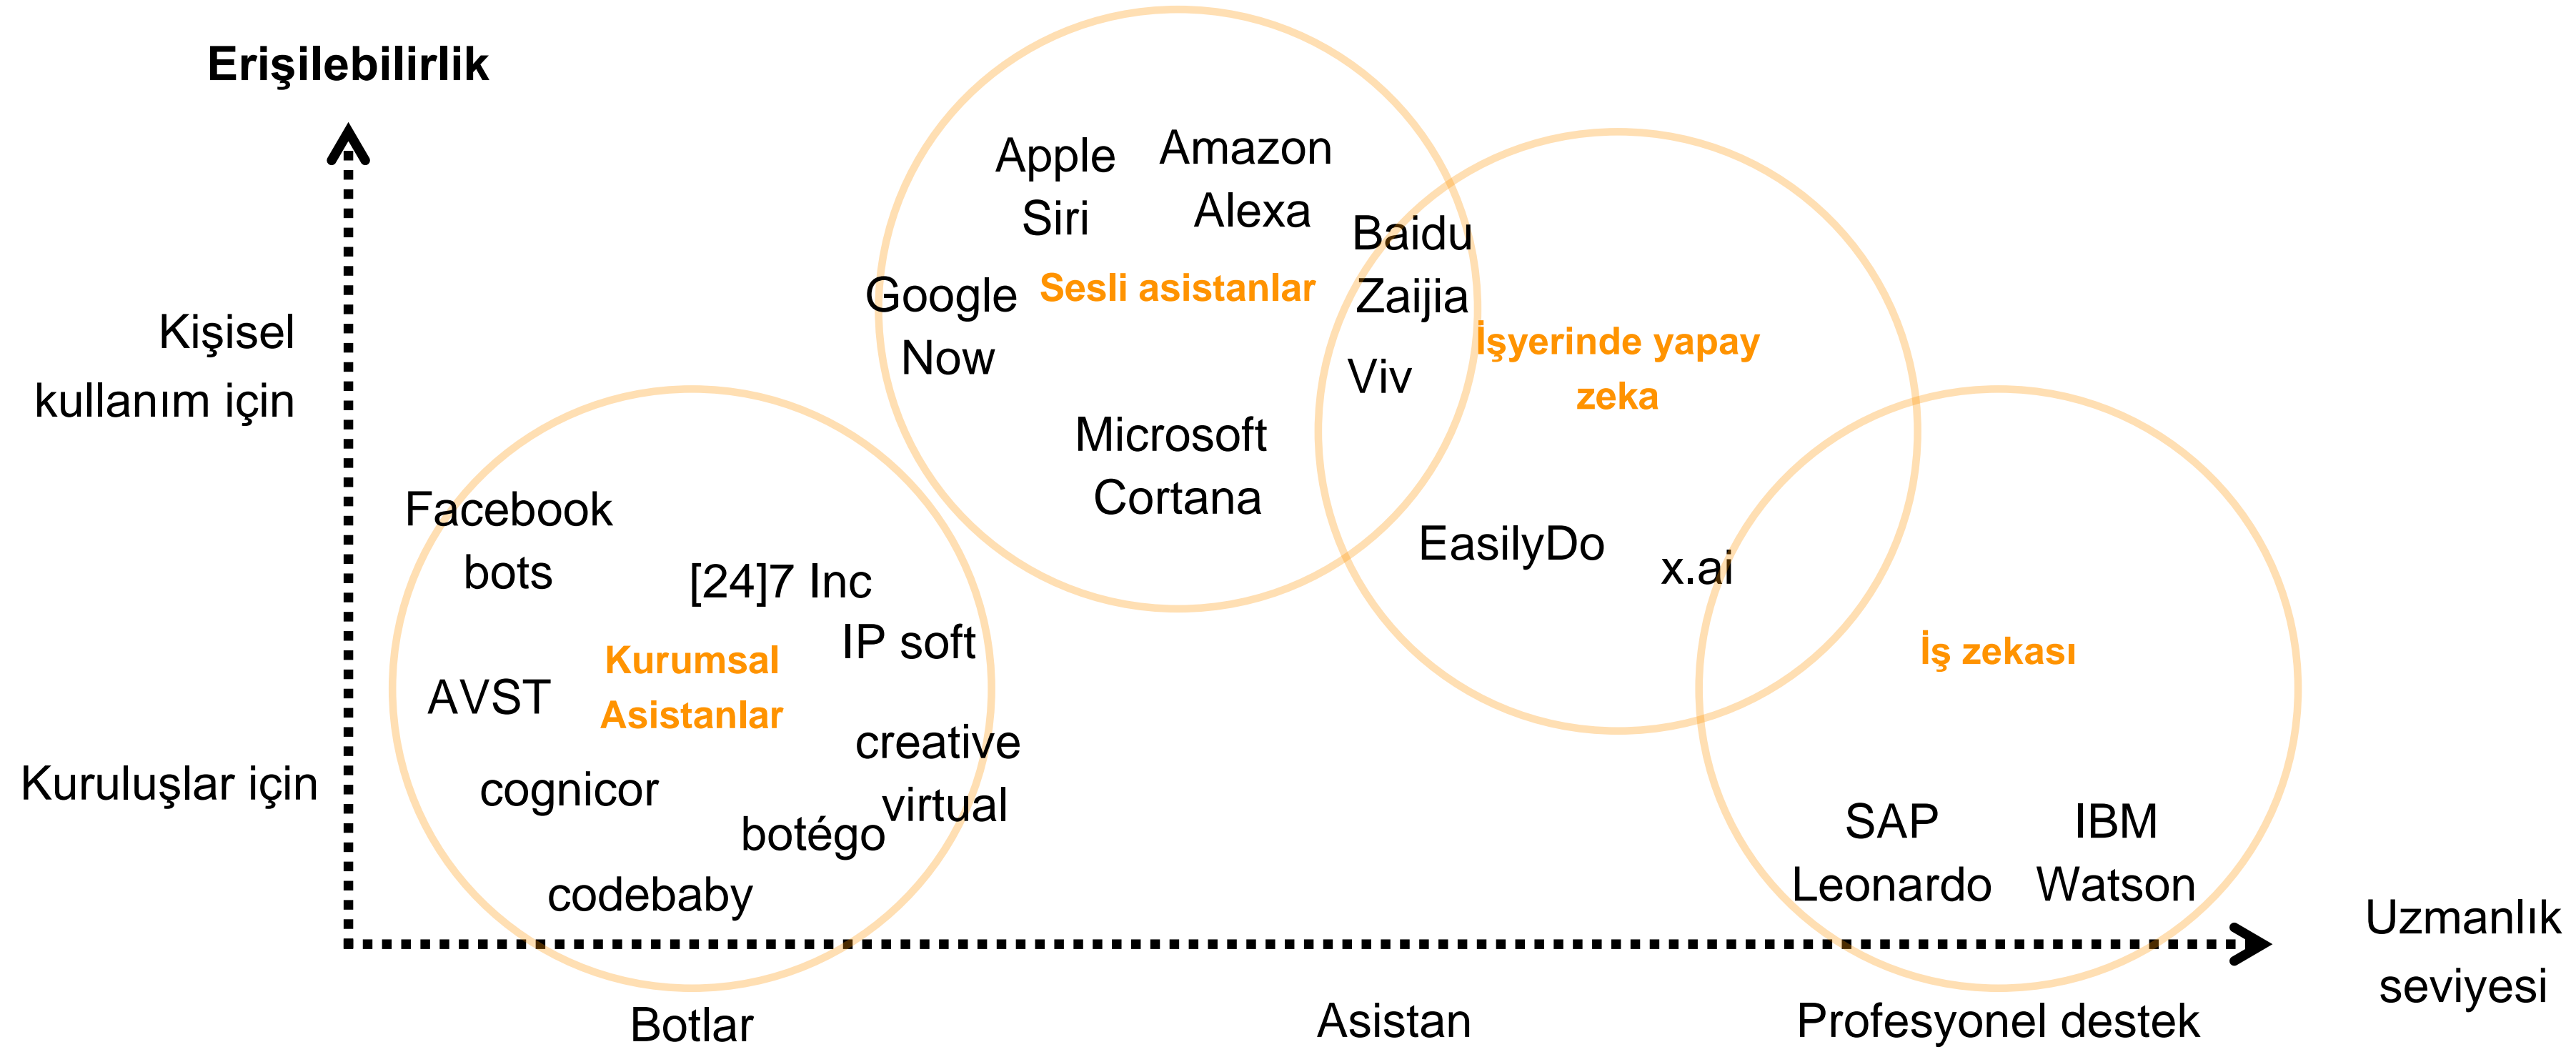 Erişilebilirlik
Kişisel
kullanım için
Kuruluşlar için
Apple
Siri
Amazon
Alexa
Google
Now
Sesli asistanlar
Baidu
Zaijia
Viv
Microsoft
Cortana
İşyerinde yapay
zeka
EasilyDo
x.ai
Facebook
bots
[24]7 Inc
IP soft
Kurumsal
Asistanlar
AVST
creative
virtual
cognicor
botégo
codebaby
İş zekası
SAP
Leonardo
IBM
Watson
Uzmanlık
seviyesi
Botlar
Asistan
Profesyonel destek